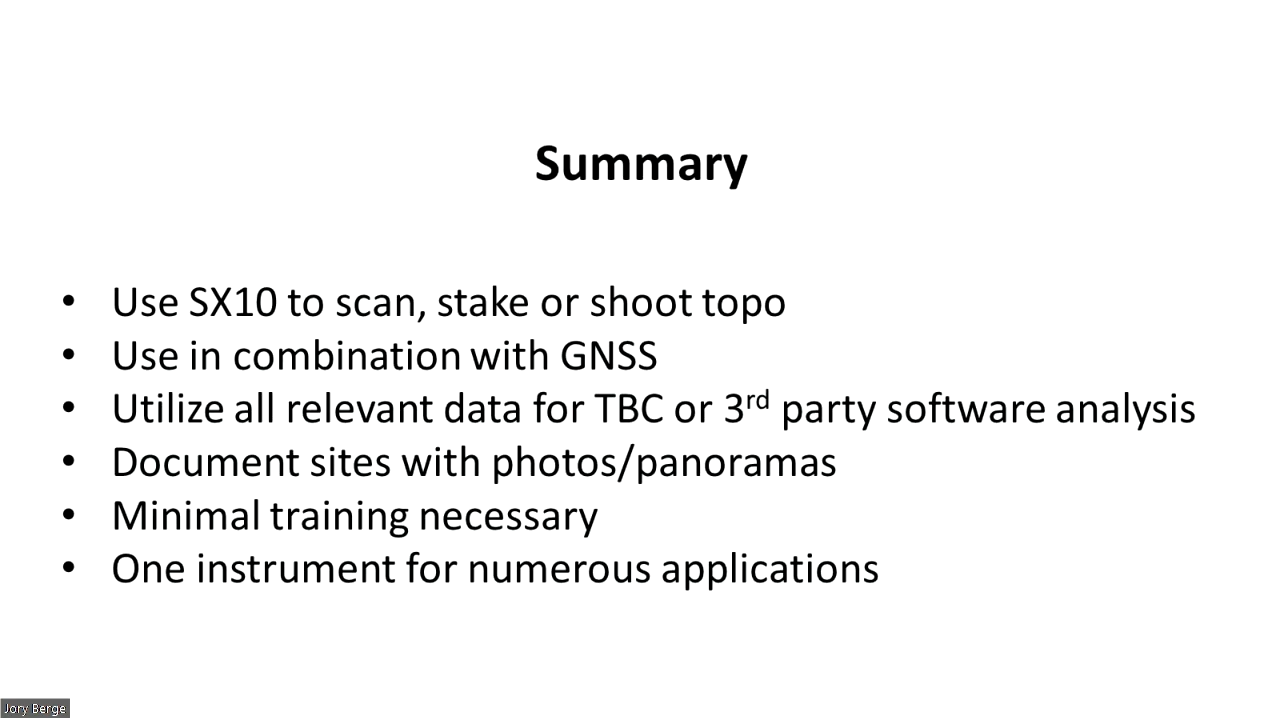 Summary
• Use SX10 to scan, stake or shoot topo
• Use in combination with GNSS
• Utilize all relevant data for TBC or 3rd party software analysis
• Document sites with photos/panoramas
• Minimal training necessary
• One instrument for numerous applications
Jory Berge